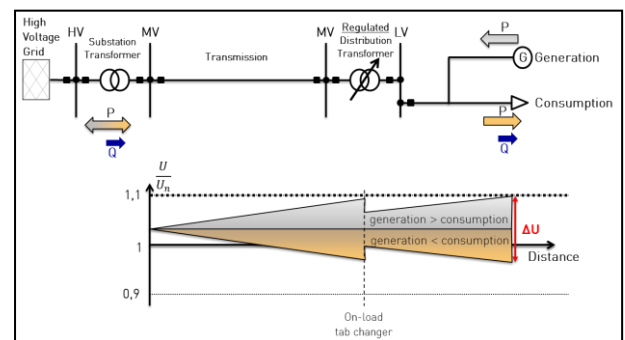 High
Voltage
Grid
HV
Substation
Transformer
MV
Transmission
MV
Regulated
Distribution
Transformer
LV
P
G
Generation
Consumption
P
Q
P
Q
U
Un
1,1
1
0,9
generation > consumption
generation < consumption
ΔU
Distance
On-load
tab changer